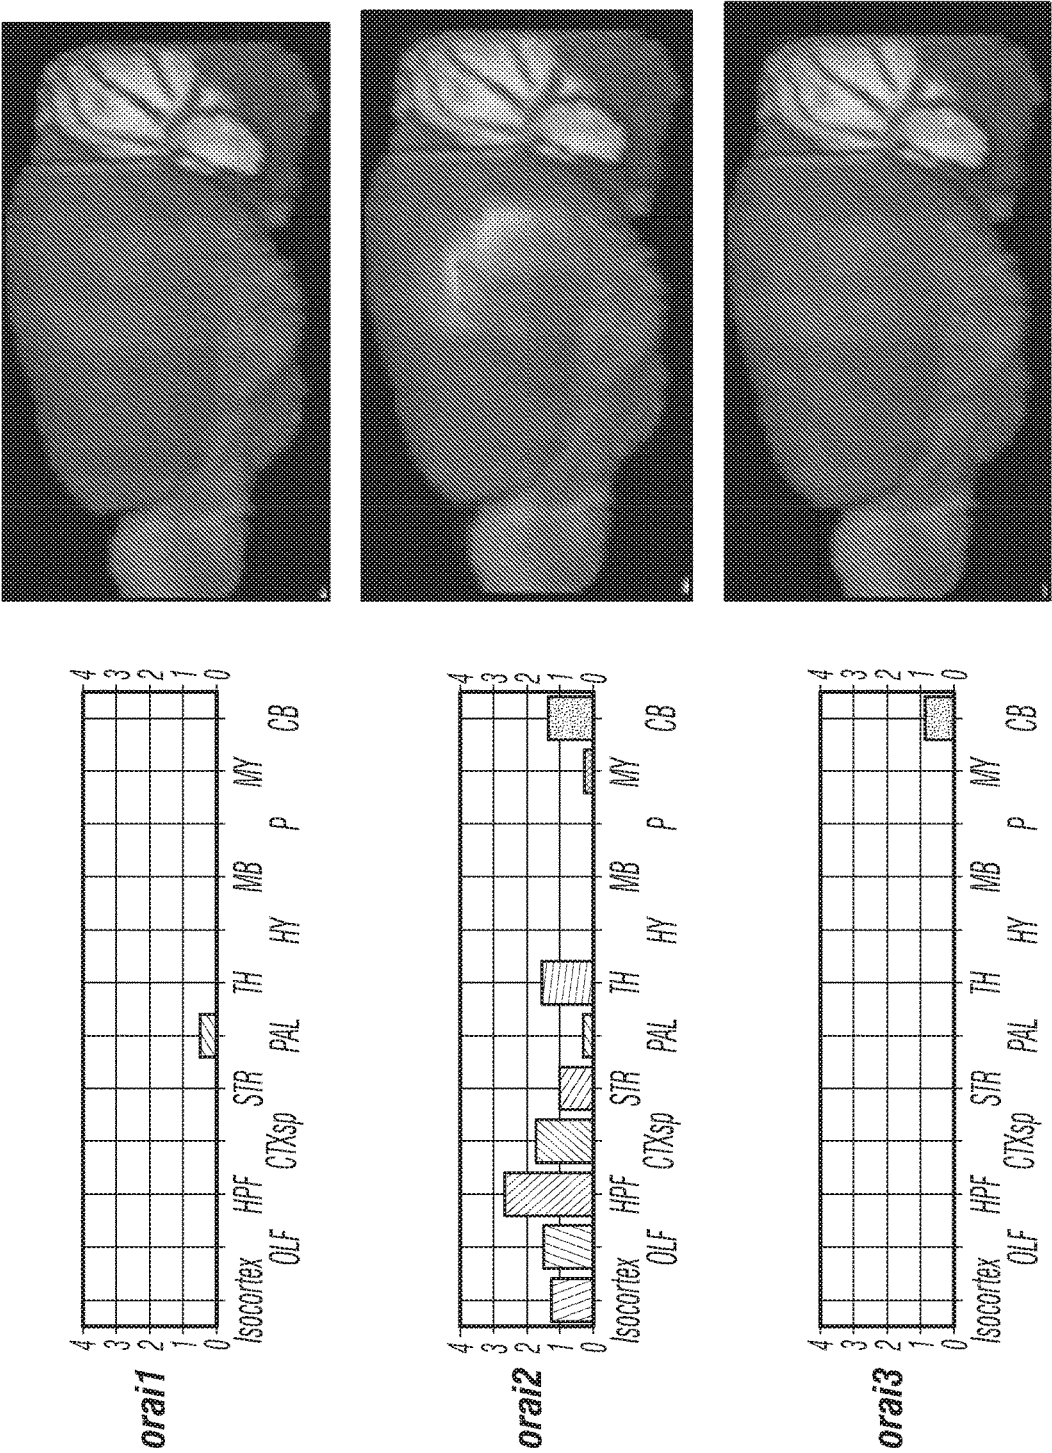 orai1
4 3 2 1 0
4 3 2 1 0
Isocortex OLF HPF CTXsp STR PAL TH HY MB P MY CB
orai2
4 3 2 1 0
4 3 2 1 0
Isocortex OLF HPF CTXsp STR PAL TH HY MB P MY CB
orai3
4 3 2 1 0
4 3 2 1 0
Isocortex OLF HPF CTXsp STR PAL TH HY MB P MY CB